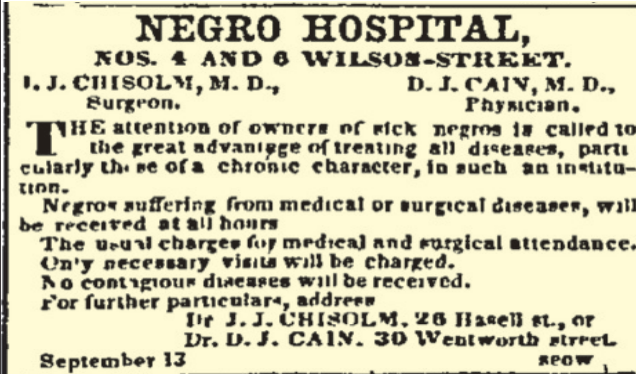 NEGRO HOSPITAL,
NOS. 4 AND 6 WILSON-STREET.
J. J. CHISOLM, M. D., D. J. CAIN, M. D.,
Surgeon. Physician.
THE attention of owners of sick negros is called to
the great advantage of treating all diseases, parti
cularly those of a chronic character, in such an institu-
tion.
Negros suffering from medical or surgical diseases, will
be received at all hours
The usual charges for medical and surgical attendance.
Only necessary visits will be charged.
No contagious diseases will be received.
For further particulars, address
Dr J. J. CHISOLM, 26 Hasell st., or
Dr. D. J. CAIN, 30 Wentworth street.
September 13